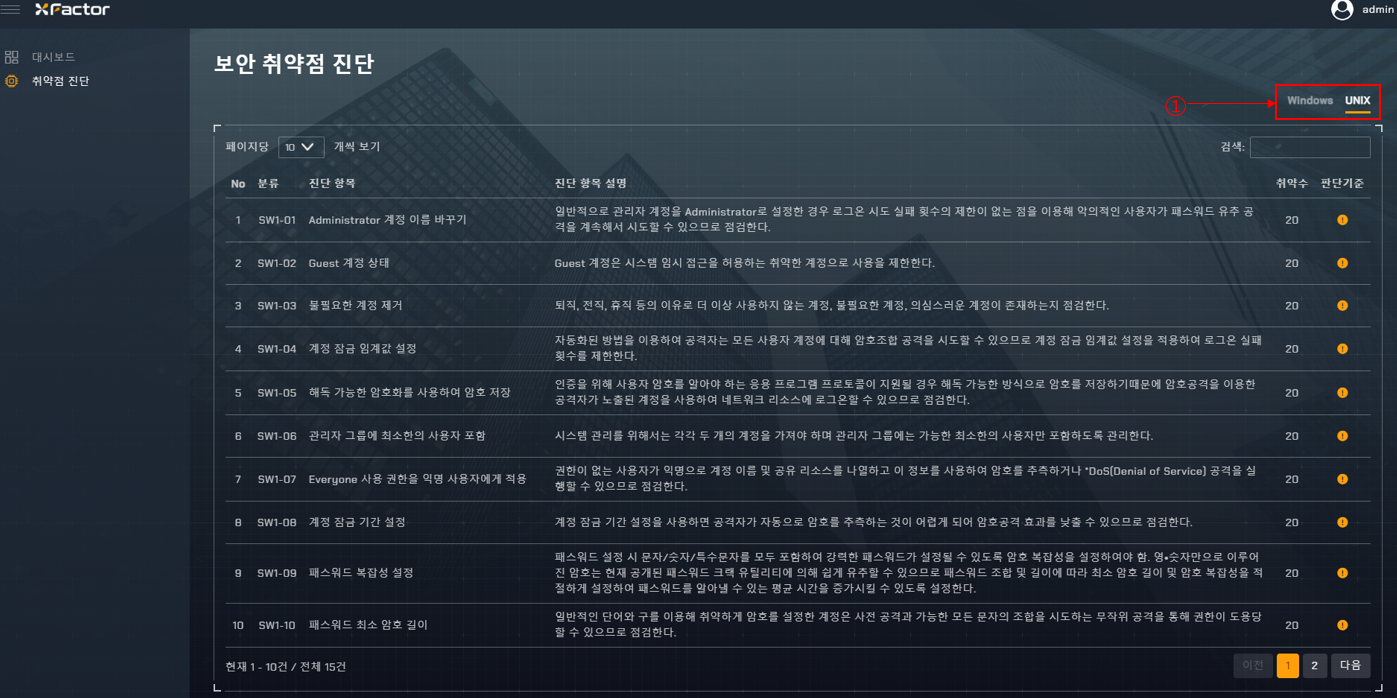 xFactor
admin
대시보드
취약점 진단
보안 취약점 진단
①
Windows UNIX
페이지당 10 개씩 보기
검색:
No 분류 진단 항목 진단 항목 설명 취약수 판단기준
1 SW1-01 Administrator 계정 이름 바꾸기 일반적으로 관리자 계정을 Administrator로 설정한 경우 로그온 시도 실패 횟수의 제한이 없는 점을 이용해 악의적인 사용자가 패스워드 유추 공
격을 계속해서 시도할 수 있으므로 점검한다. 20
2 SW1-02 Guest 계정 상태 Guest 계정은 시스템 임시 접근을 허용하는 취약한 계정으로 사용을 제한한다. 20
3 SW1-03 불필요한 계정 제거 퇴직, 전직, 휴직 등의 이유로 더 이상 사용하지 않는 계정, 불필요한 계정, 의심스러운 계정이 존재하는지 점검한다. 20
4 SW1-04 계정 잠금 임계값 설정 자동화된 방법을 이용하여 공격자는 모든 사용자 계정에 대해 암호조합 공격을 시도할 수 있으므로 계정 잠금 임계값 설정을 적용하여 로그온 실패
횟수를 제한한다. 20
5 SW1-05 해독 가능한 암호화를 사용하여 암호 저장 인증을 위해 사용자 암호를 알아야 하는 응용 프로그램 프로토콜이 지원될 경우 해독 가능한 방식으로 암호를 저장하기때문에 암호공격을 이용한
공격자가 노출된 계정을 사용하여 네트워크 리소스에 로그온할 수 있으므로 점검한다. 20
6 SW1-06 관리자 그룹에 최소한의 사용자 포함 시스템 관리를 위해서는 각각 두 개의 계정을 가져야 하며 관리자 그룹에는 가능한 최소한의 사용자만 포함하도록 관리한다. 20
7 SW1-07 Everyone 사용 권한을 익명 사용자에게 적용 권한이 없는 사용자가 익명으로 계정 이름 및 공유 리소스를 나열하고 이 정보를 사용하여 암호를 추측하거나 *DoS(Denial of Service) 공격을 실
행할 수 있으므로 점검한다. 20
8 SW1-08 계정 잠금 기간 설정 계정 잠금 기간 설정을 사용하면 공격자가 자동으로 암호를 추측하는 것이 어렵게 되어 암호공격 효과를 낮출 수 있으므로 점검한다. 20
9 SW1-09 패스워드 복잡성 설정 패스워드 설정 시 문자/숫자/특수문자를 모두 포함하여 강력한 패스워드가 설정될 수 있도록 암호 복잡성을 설정하여야 함. 영•숫자만으로 이루어
진 암호는 현재 공개된 패스워드 크랙 유틸리티에 의해 쉽게 유추할 수 있으므로 패스워드 조합 및 길이에 따라 최소 암호 길이 및 암호 복잡성을 적
절하게 설정하여 패스워드를 알아낼 수 있는 평균 시간을 증가시킬 수 있도록 설정한다. 20
10 SW1-10 패스워드 최소 암호 길이 일반적인 단어와 구를 이용해 취약하게 암호를 설정한 계정은 사전 공격과 가능한 모든 문자의 조합을 시도하는 무작위 공격을 통해 권한이 도용당
할 수 있으므로 점검한다. 20
현재 1 - 10건 / 전체 15건
이전 1 2 다음